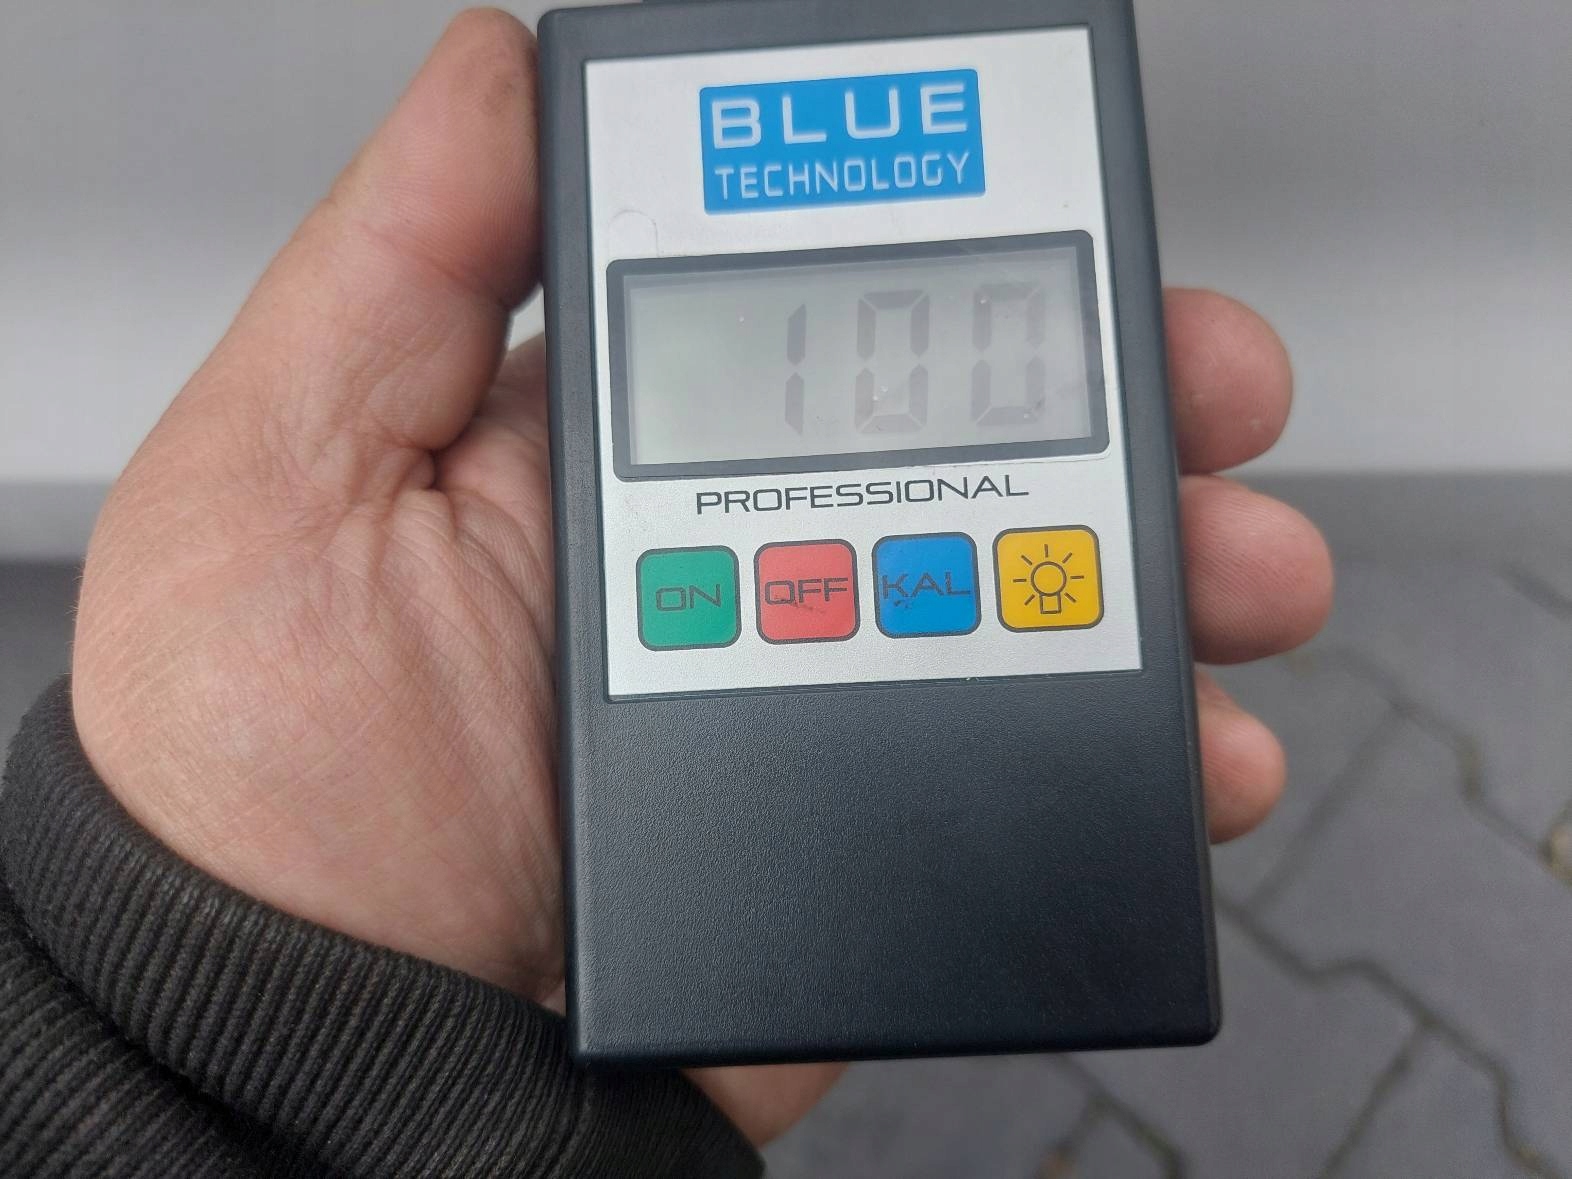 BLUE
TECHNOLOGY
100
PROFESSIONAL
ON OFF KAL